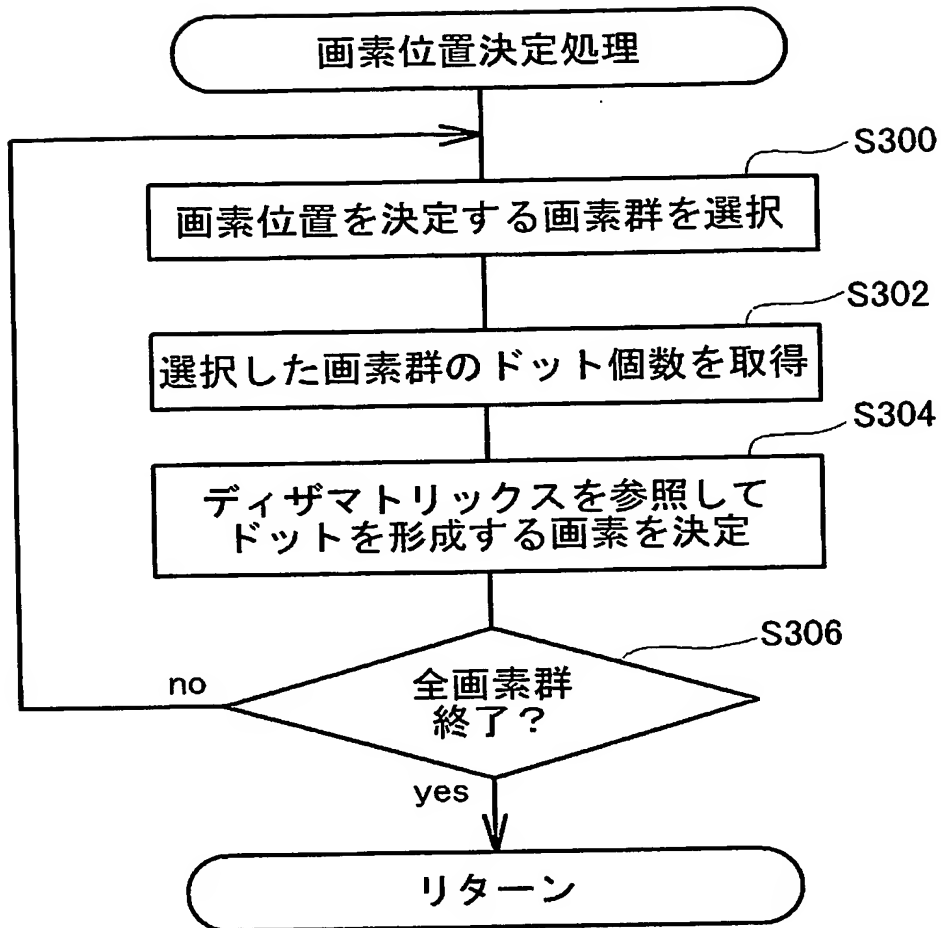 画素位置決定処理
S300
画素位置を決定する画素群を選択
S302
選択した画素群のドット個数を取得
S304
ディザマトリックスを参照して
ドットを形成する画素を決定
S306
no
全画素群
終了？
yes
リターン